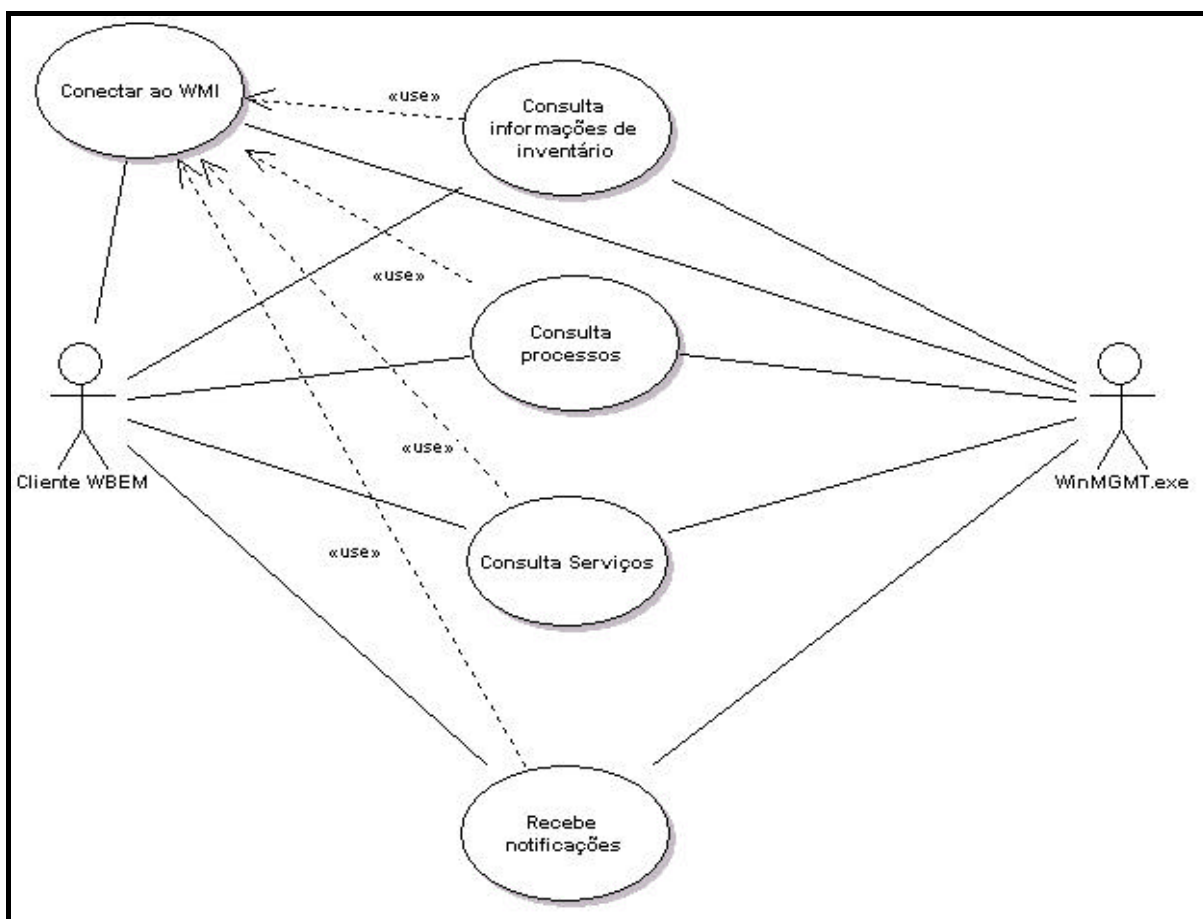 Conectar ao WMI
«use»
Consulta
informações de
inventário
«use»
Consulta
processos
Cliente WBEM
WinMGMT.exe
«use»
Consulta Serviços
«use»
Recebe
notificações